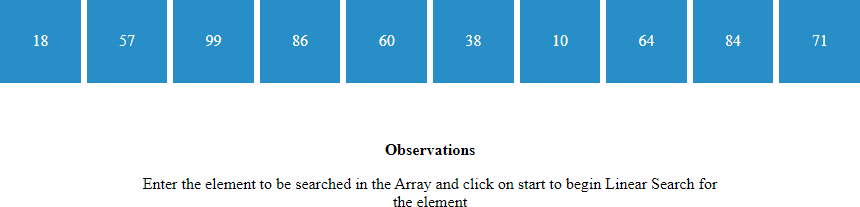 18 57 99 86 60 38 10 64 84 71
Observations
Enter the element to be searched in the Array and click on start to begin Linear Search for
the element